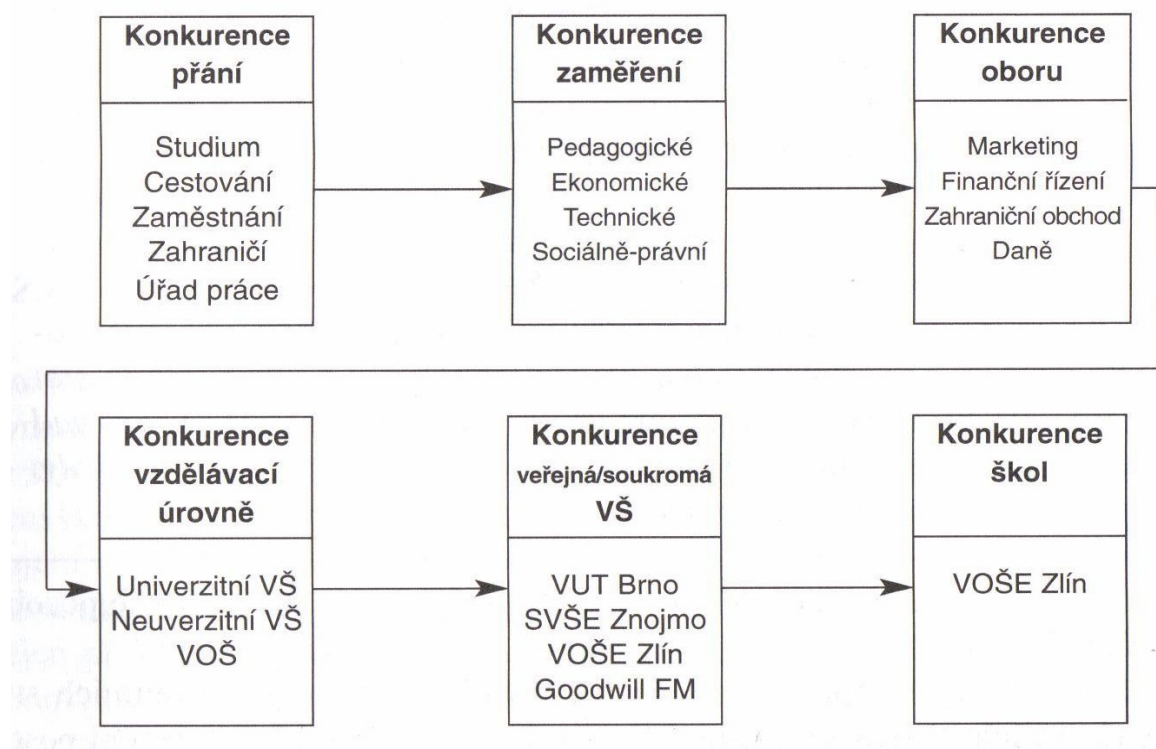 Konkurence
přání
Studium
Cestování
Zaměstnání
Zahraničí
Úřad práce
Konkurence
zaměření
Pedagogické
Ekonomické
Technické
Sociálně-právní
Konkurence
oboru
Marketing
Finanční řízení
Zahraniční obchod
Daně
Konkurence
vzdělávací
úrovně
Univerzitní VŠ
Neuverzitní VŠ
VOŠ
Konkurence
veřejná/soukromá
VŠ
VUT Brno
SVŠE Znojmo
VOŠE Zlín
Goodwill FM
Konkurence
škol
VOŠE Zlín